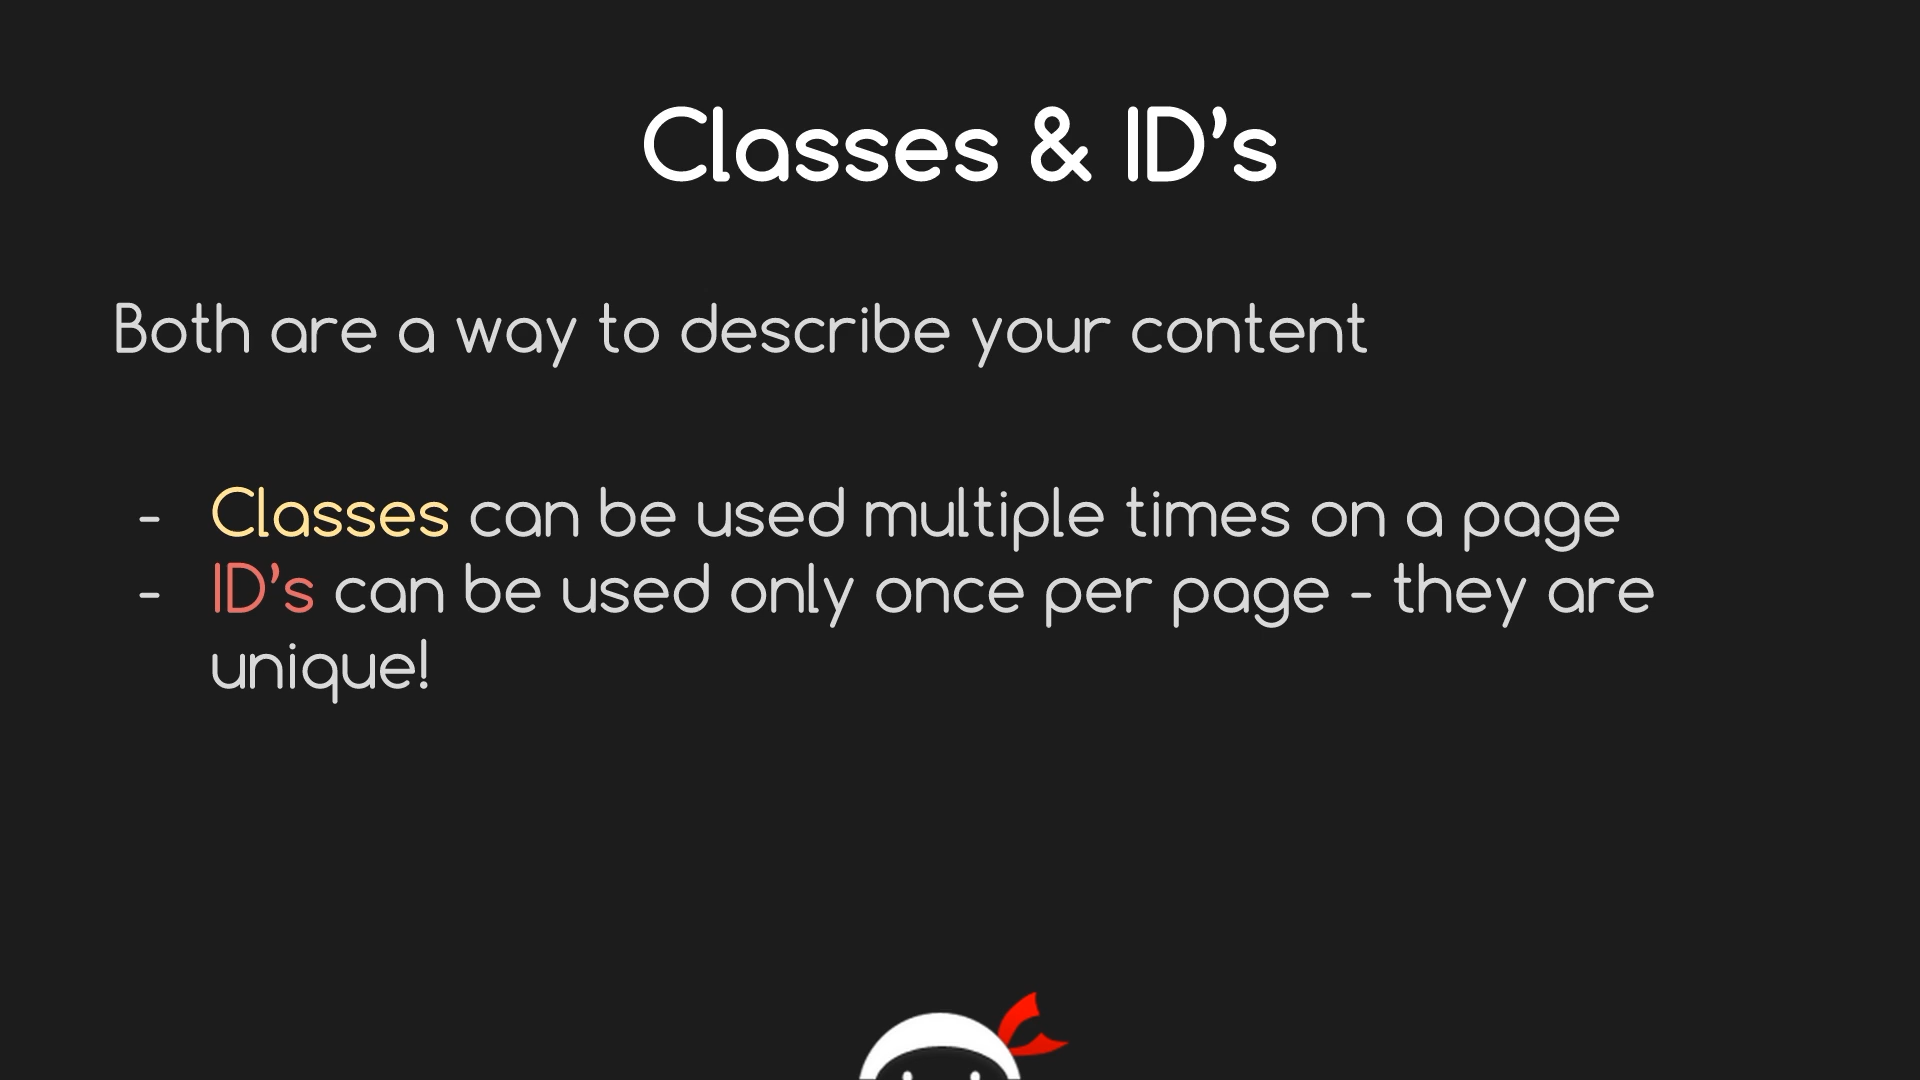 Classes & ID’s
Both are a way to describe your content
- Classes can be used multiple times on a page
- ID’s can be used only once per page - they are
unique!